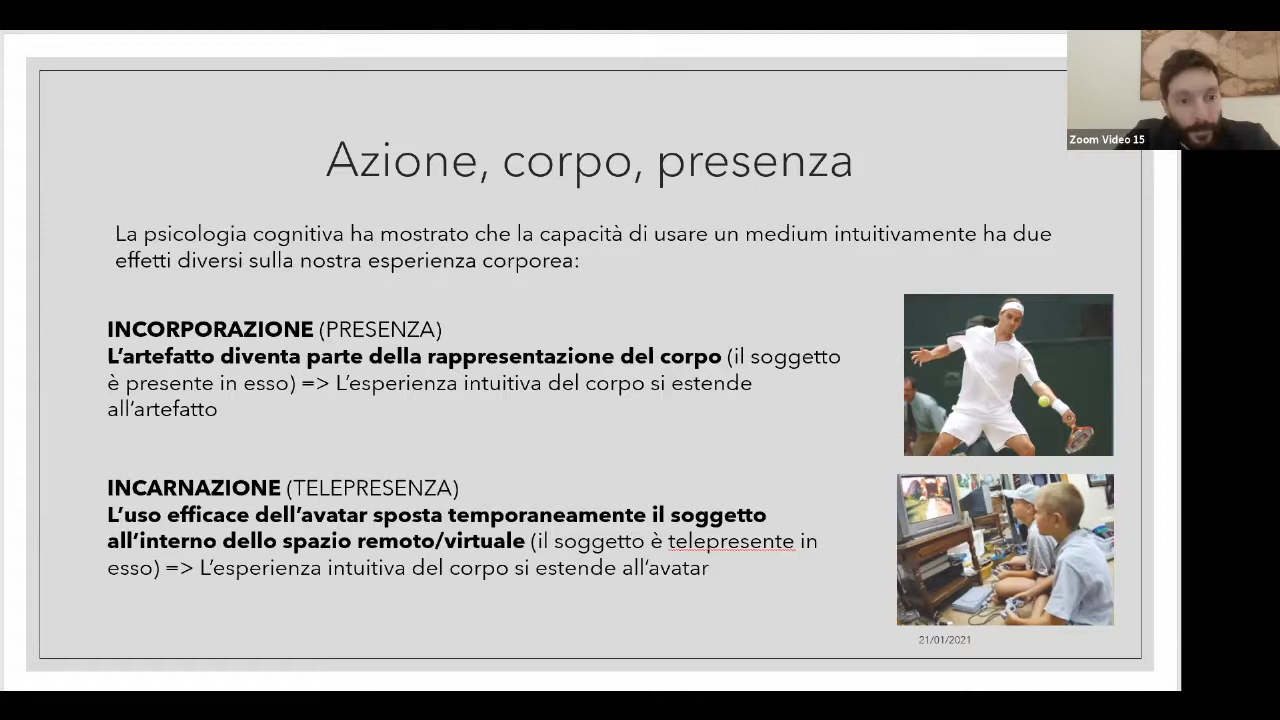 Zoom Video 15
Azione, corpo, presenza
La psicologia cognitiva ha mostrato che la capacità di usare un medium intuitivamente ha due
effetti diversi sulla nostra esperienza corporea:
INCORPORAZIONE (PRESENZA)
L’artefatto diventa parte della rappresentazione del corpo (il soggetto
è presente in esso) => L’esperienza intuitiva del corpo si estende
all’artefatto
INCARNAZIONE (TELEPRESENZA)
L’uso efficace dell’avatar sposta temporaneamente il soggetto
all’interno dello spazio remoto/virtuale (il soggetto è telepresente in
esso) => L’esperienza intuitiva del corpo si estende all’avatar
21/01/2021